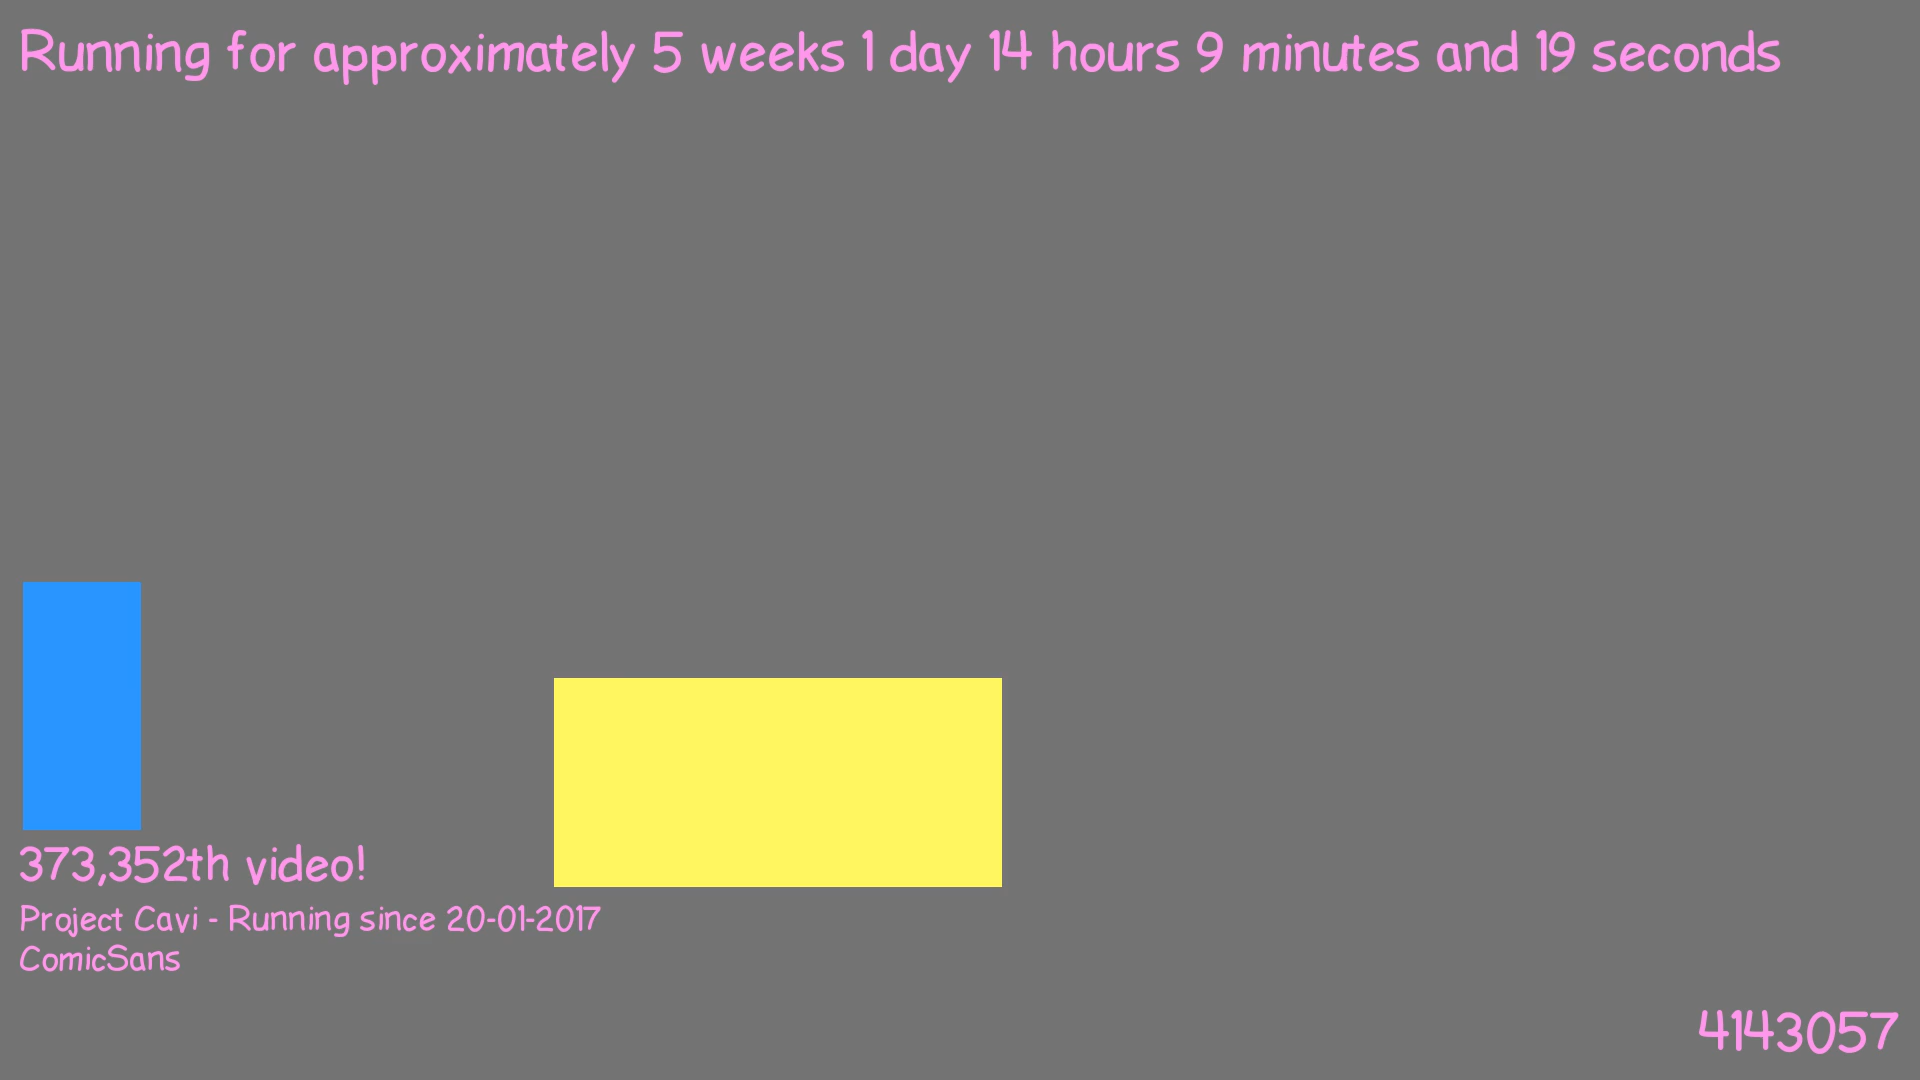 Running for approximately 5 weeks 1 day 14 hours 9 minutes and 19 seconds
373,352th video!
Project Cavi - Running since 20-01-2017
ComicSans
4143057